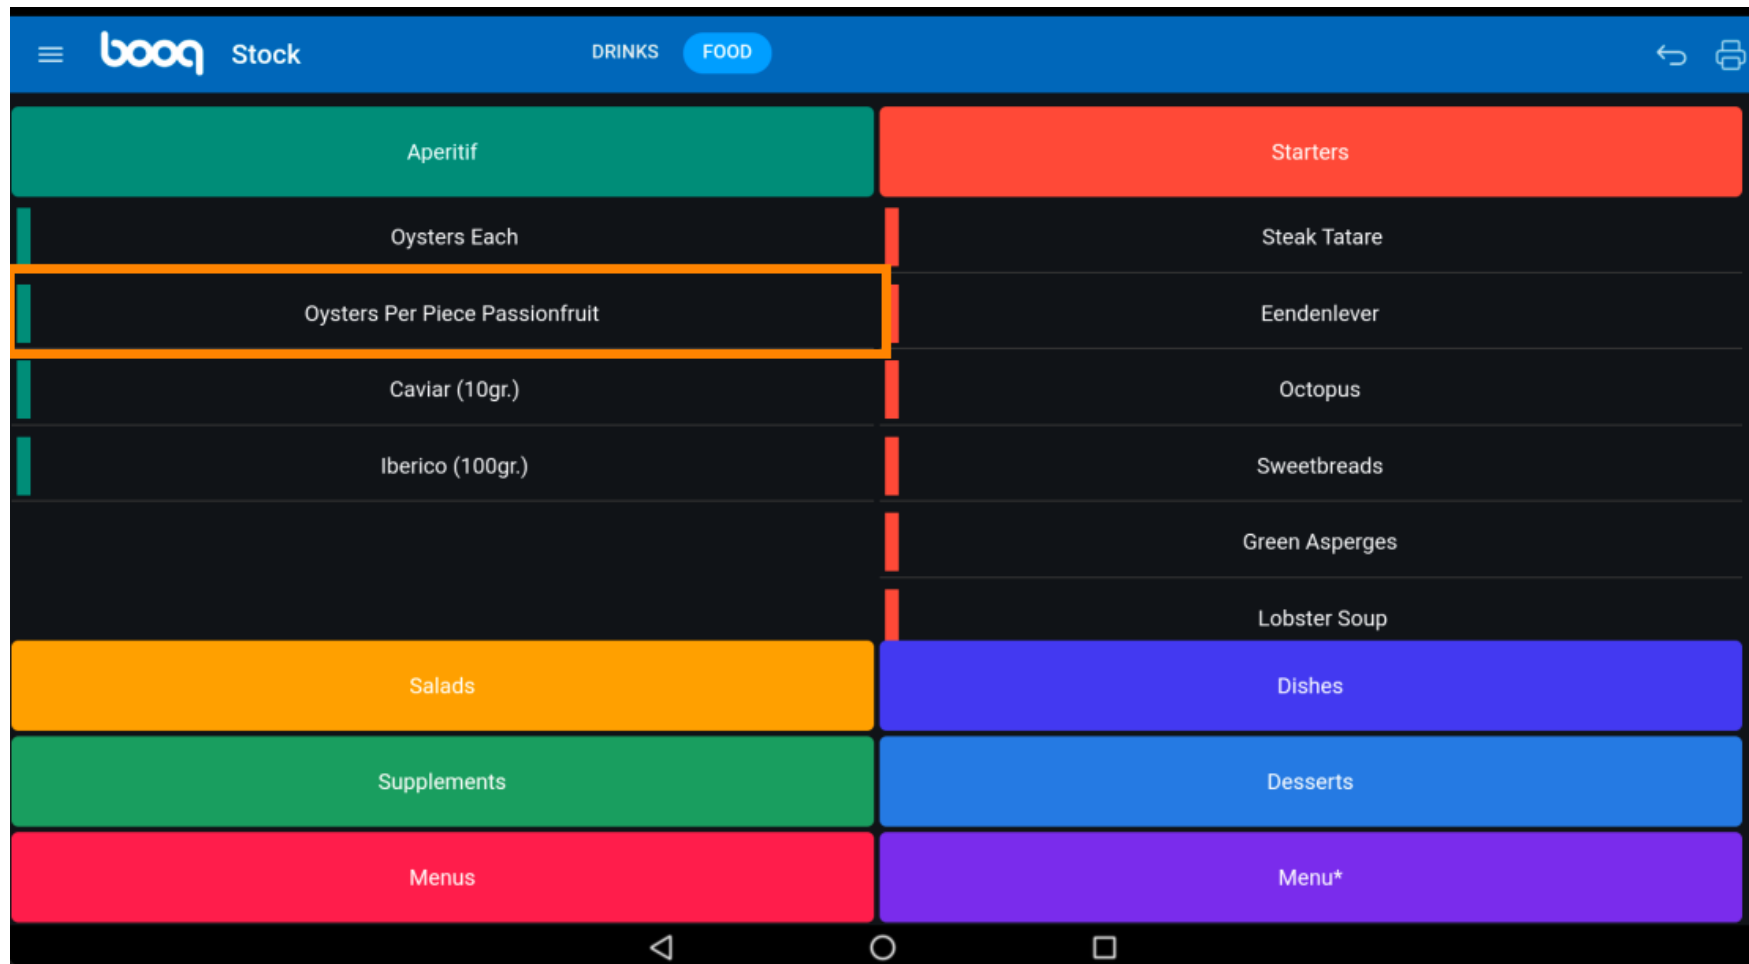 booq Stock DRINKS FOOD
Aperitif
Starters
Oysters Each
Steak Tatare
Oysters Per Piece Passionfruit
Eendenlever
Caviar (10gr.)
Octopus
Iberico (100gr.)
Sweetbreads
Green Asperges
Lobster Soup
Salads
Dishes
Supplements
Desserts
Menus
Menu*